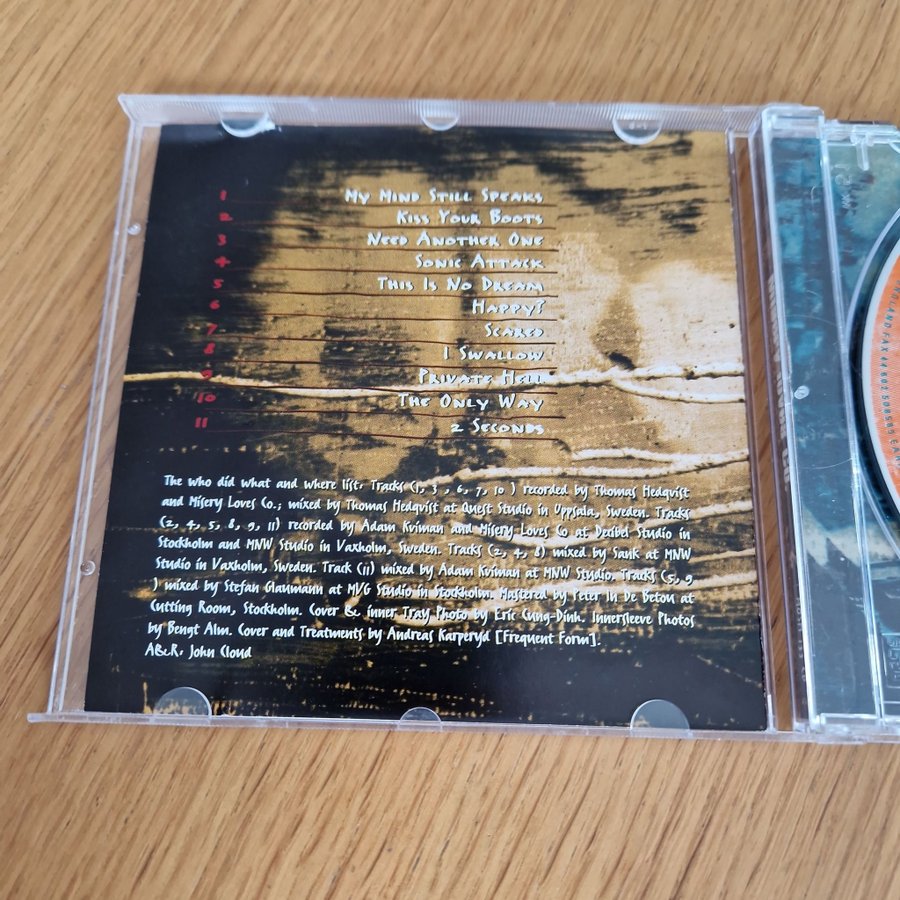 1 My Mind Still Speaks
2 Kiss Your Boots
3 Need Another One
4 Sonic Attack
5 This Is No Dream
6 Happy?
7 Scared
8 I Swallow
9 Private Hell
10 The Only Way
11 2 Seconds
The who did what and where list. Tracks (1, 3 , 6, 7, 10 ) recorded by Thomas Hedqvist
and Misery Loves Co.; mixed by Thomas Hedqvist at Quest Studio in Uppsala, Sweden. Tracks
(2, 4, 5, 8, 9, 11) recorded by Adam Kviman and Misery Loves Co at Decibel Studio in
Stockholm and MNW Studio in Vaxholm, Sweden. Tracks (2, 4, 8) mixed by Sank at MNW
Studio in Vaxholm, Sweden. Track (11) mixed by Adam Kviman at MNW Studio. Tracks (5, 9
) mixed by Stefan Glaumann at MVG Studio in Stockholm. Mastered by Peter In De Betou at
Cutting Room, Stockholm. Cover & inner Tray Photo by Eric Cung-Dinh. Innersleeve Photos
by Bengt Alm. Cover and Treatments by Andreas Karperyd [Frequent Form].
A&R: John Cloud